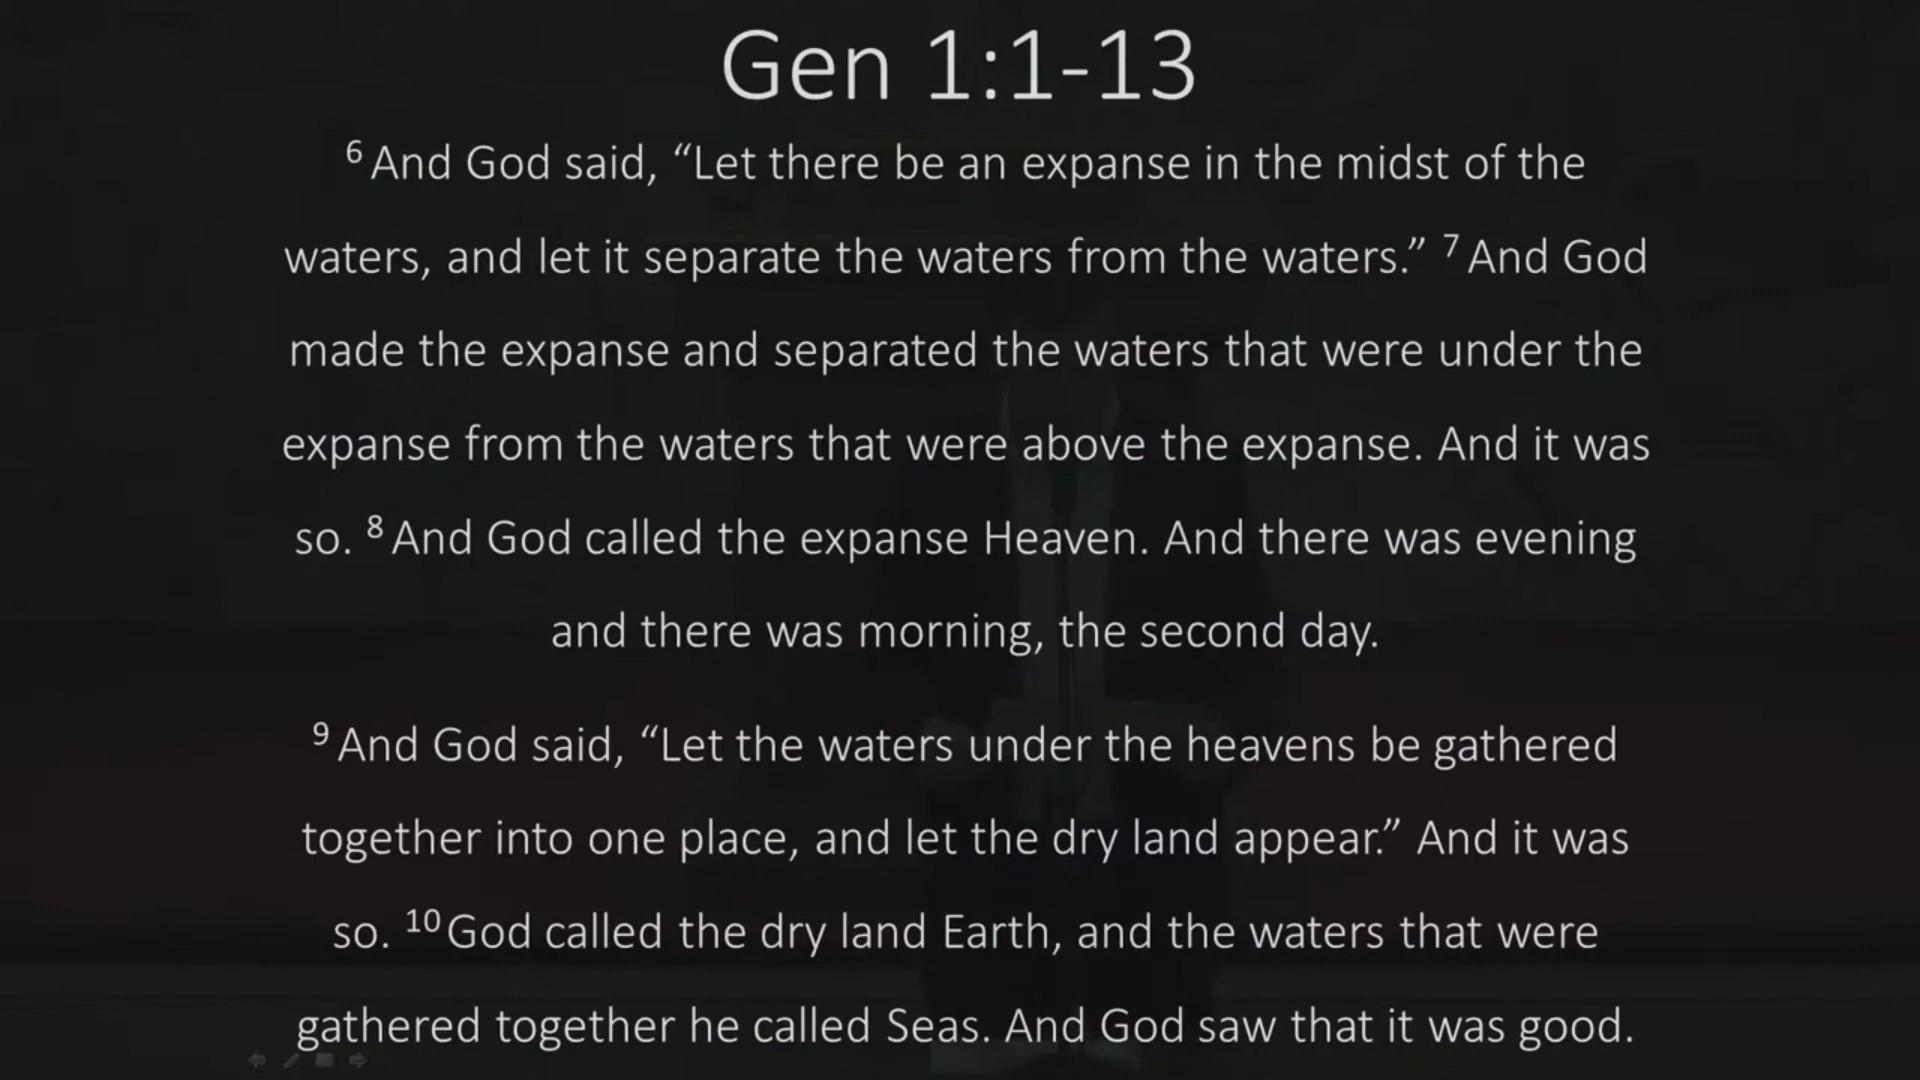 Gen 1:1-13
6 And God said, “Let there be an expanse in the midst of the
waters, and let it separate the waters from the waters.” 7 And God
made the expanse and separated the waters that were under the
expanse from the waters that were above the expanse. And it was
so. 8 And God called the expanse Heaven. And there was evening
and there was morning, the second day.
9 And God said, “Let the waters under the heavens be gathered
together into one place, and let the dry land appear.” And it was
so. 10 God called the dry land Earth, and the waters that were
gathered together he called Seas. And God saw that it was good.